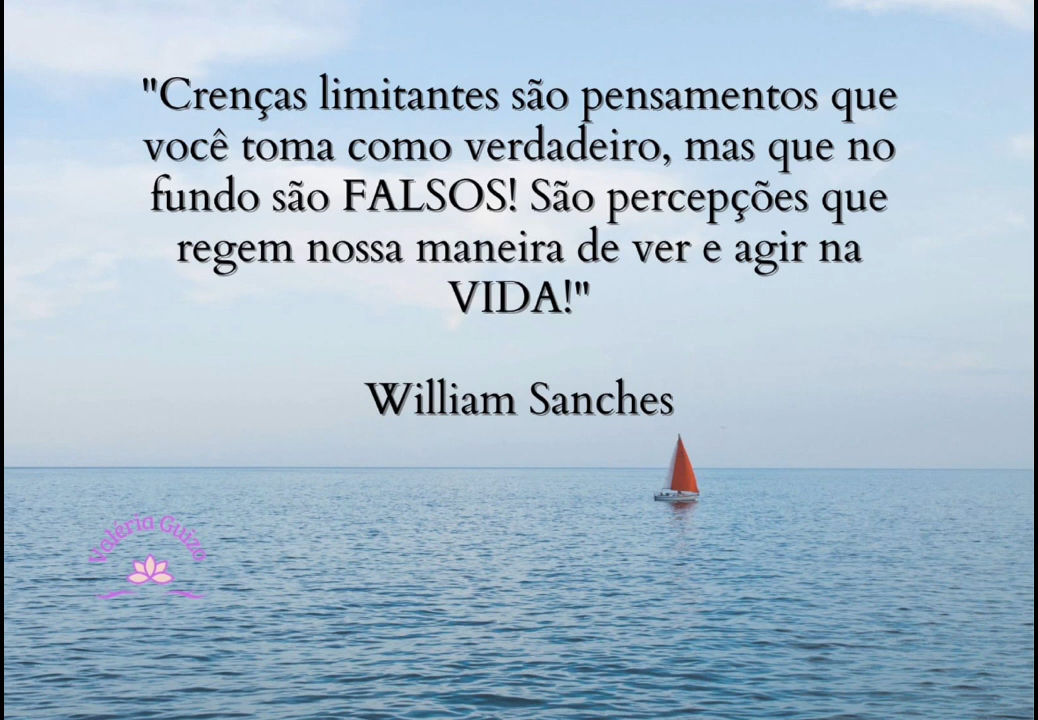 "Crenças limitantes são pensamentos que
você toma como verdadeiro, mas que no
fundo são FALSOS! São percepções que
regem nossa maneira de ver e agir na
VIDA!"
William Sanches
Valéria Guizo